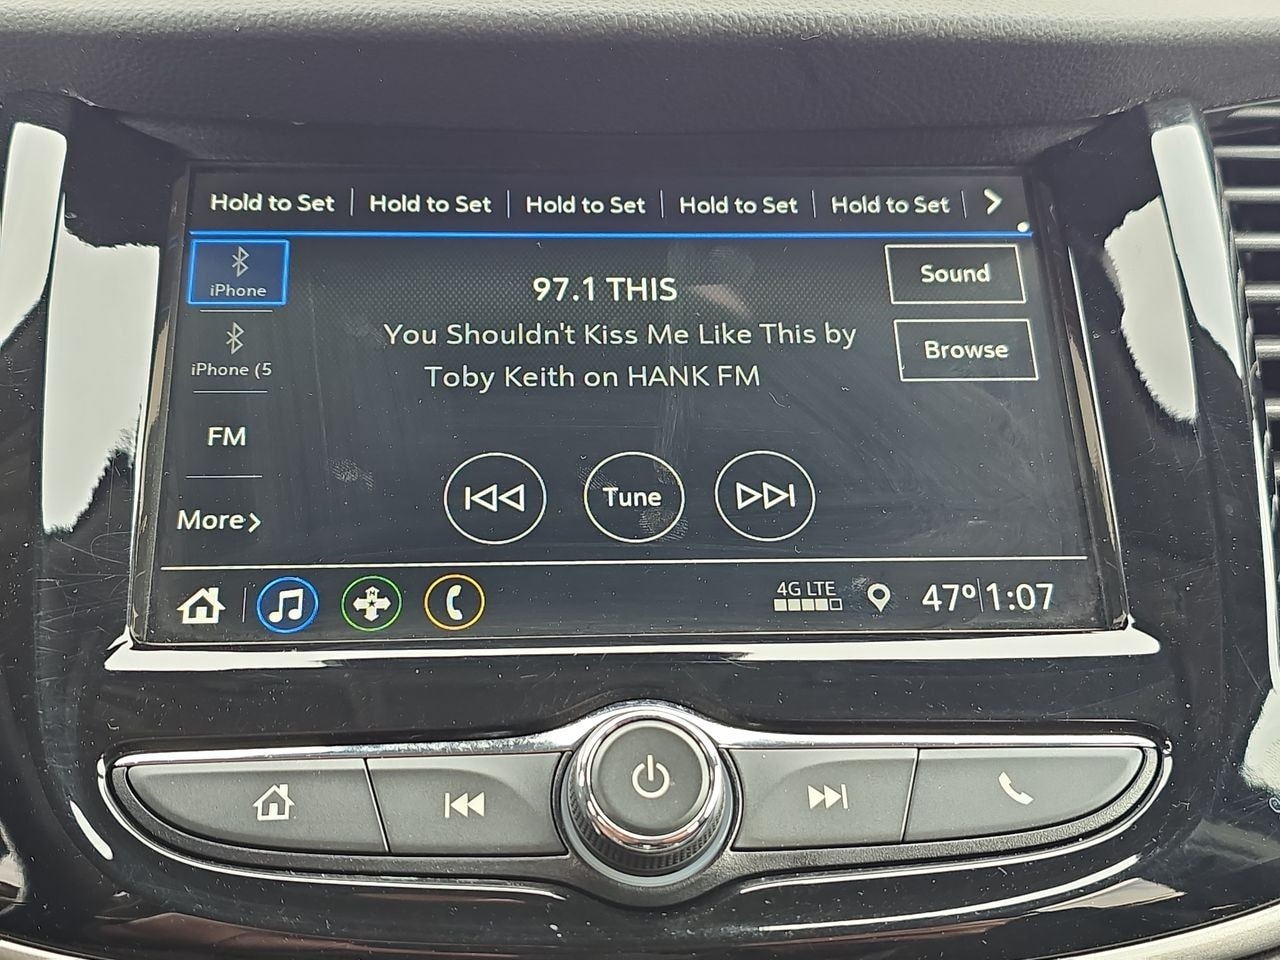 Hold to Set Hold to Set Hold to Set Hold to Set Hold to Set
iPhone
97.1 THIS
Sound
You Shouldn't Kiss Me Like This by
Toby Keith on HANK FM
iPhone (5
Browse
FM
Tune
More
4G LTE
47° 1:07